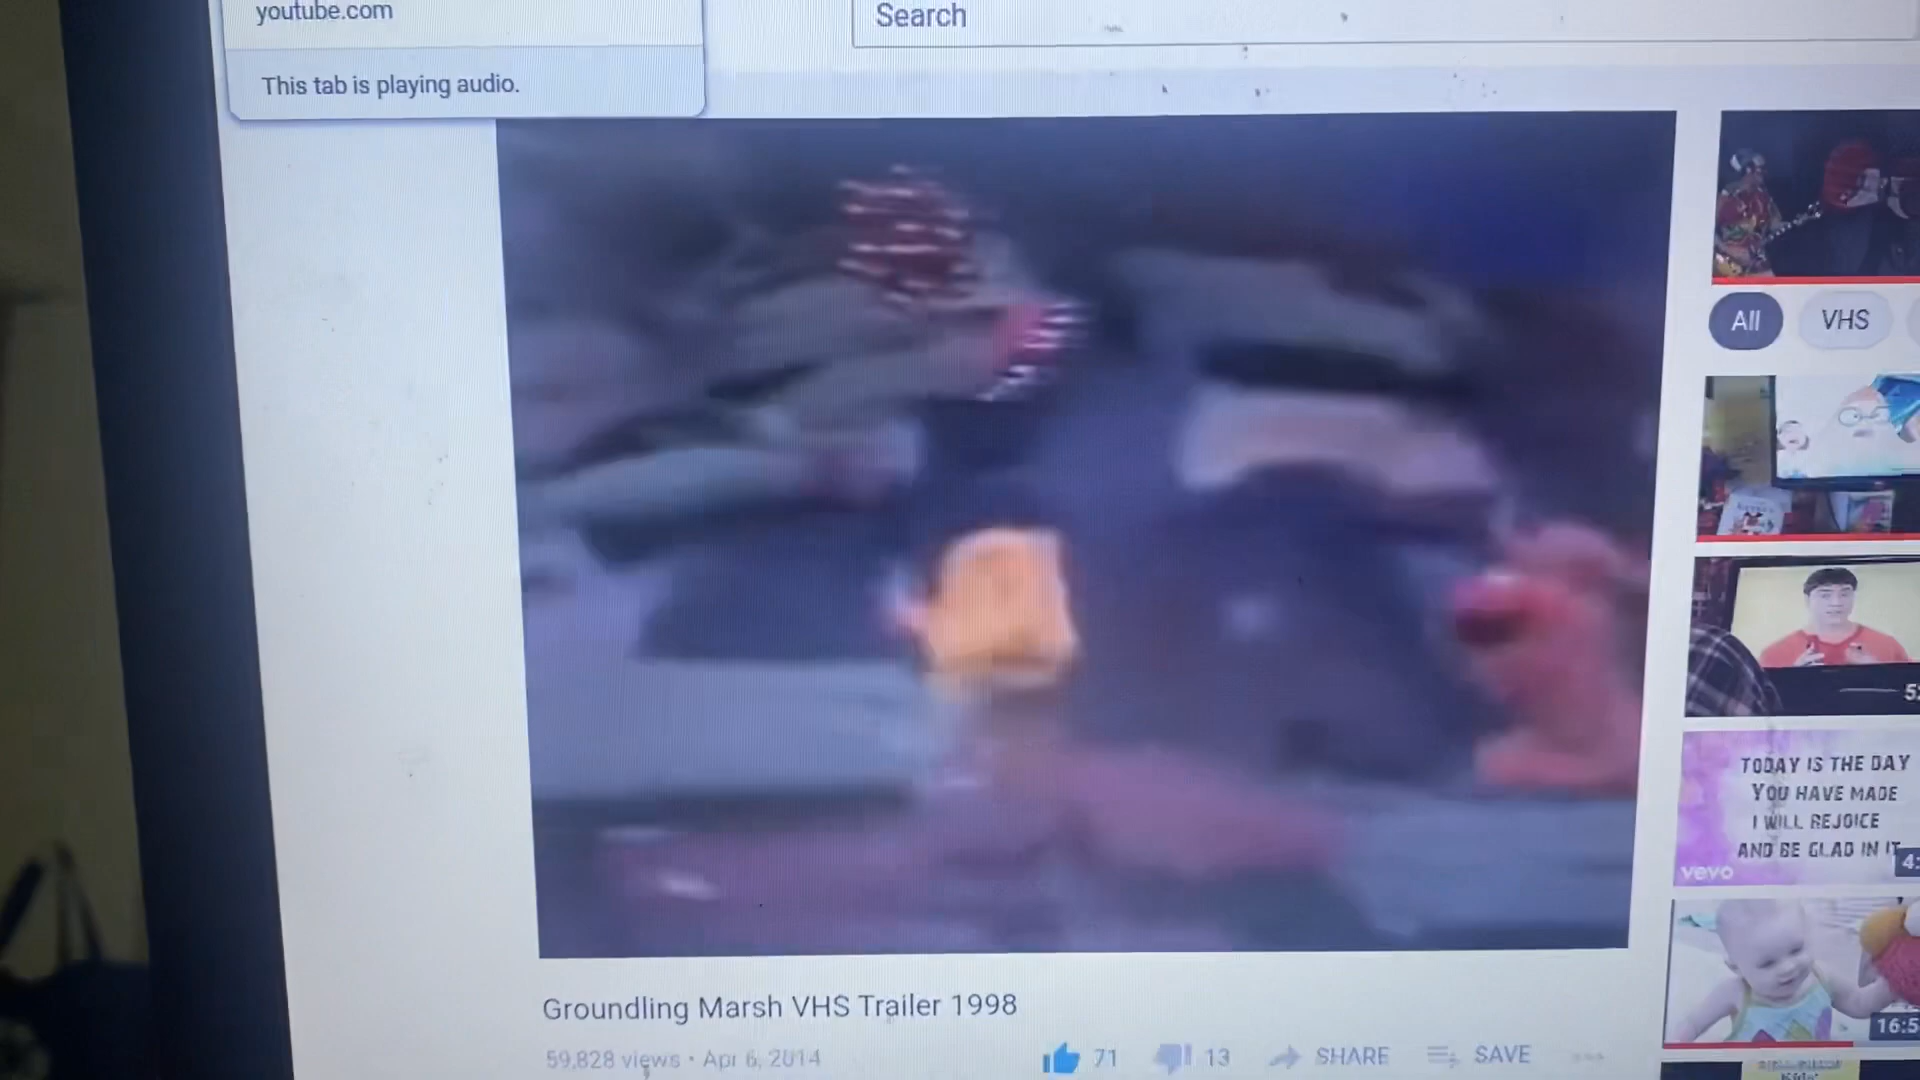 youtube.com
Search
This tab is playing audio.
All
VHS
TODAY IS THE DAY
YOU HAVE MADE
I WILL REJOICE
AND BE GLAD IN IT
vevo
Groundling Marsh VHS Trailer 1998
59,828 views • Apr 6, 2014
71
13
SHARE
SAVE